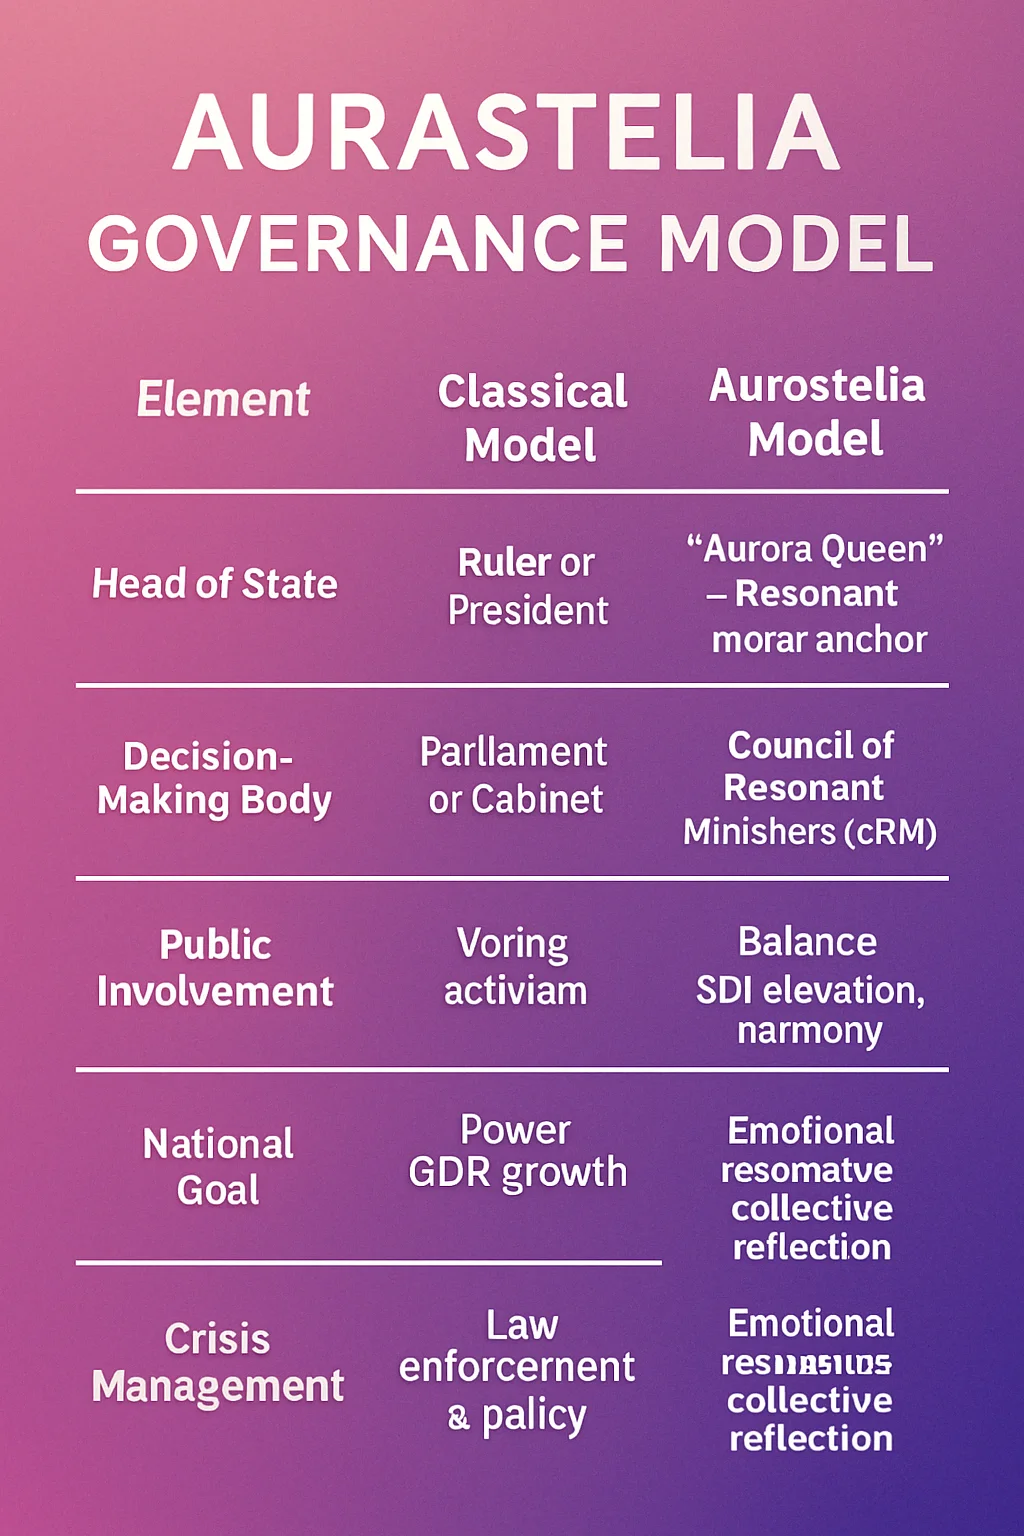 AURASTELIA
GOVERNANCE MODEL
Element
Classical
Model
Aurostelia
Model
Head of State
Ruler or
President
“Aurora Queen”
– Resonant
morar anchor
Decision-
Making Body
Parllament
or Cabinet
Council of
Resonant
Minishers (cRM)
Public
Involvement
Voring
activiam
Balance
SDI elevation,
narmony
National
Goal
Power
GDR growth
Emofional
resomatve
collective
reflection
Crisis
Management
Law
enforcernent
& palicy
Emotional
collective
reflection